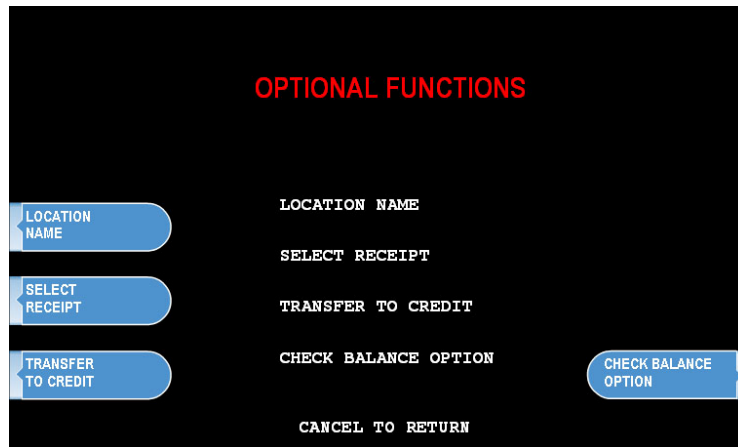 OPTIONAL FUNCTIONS
LOCATION NAME
LOCATION
NAME
SELECT RECEIPT
SELECT
RECEIPT
TRANSFER TO CREDIT
CHECK BALANCE OPTION
TRANSFER
TO CREDIT
CHECK BALANCE
OPTION
CANCEL TO RETURN